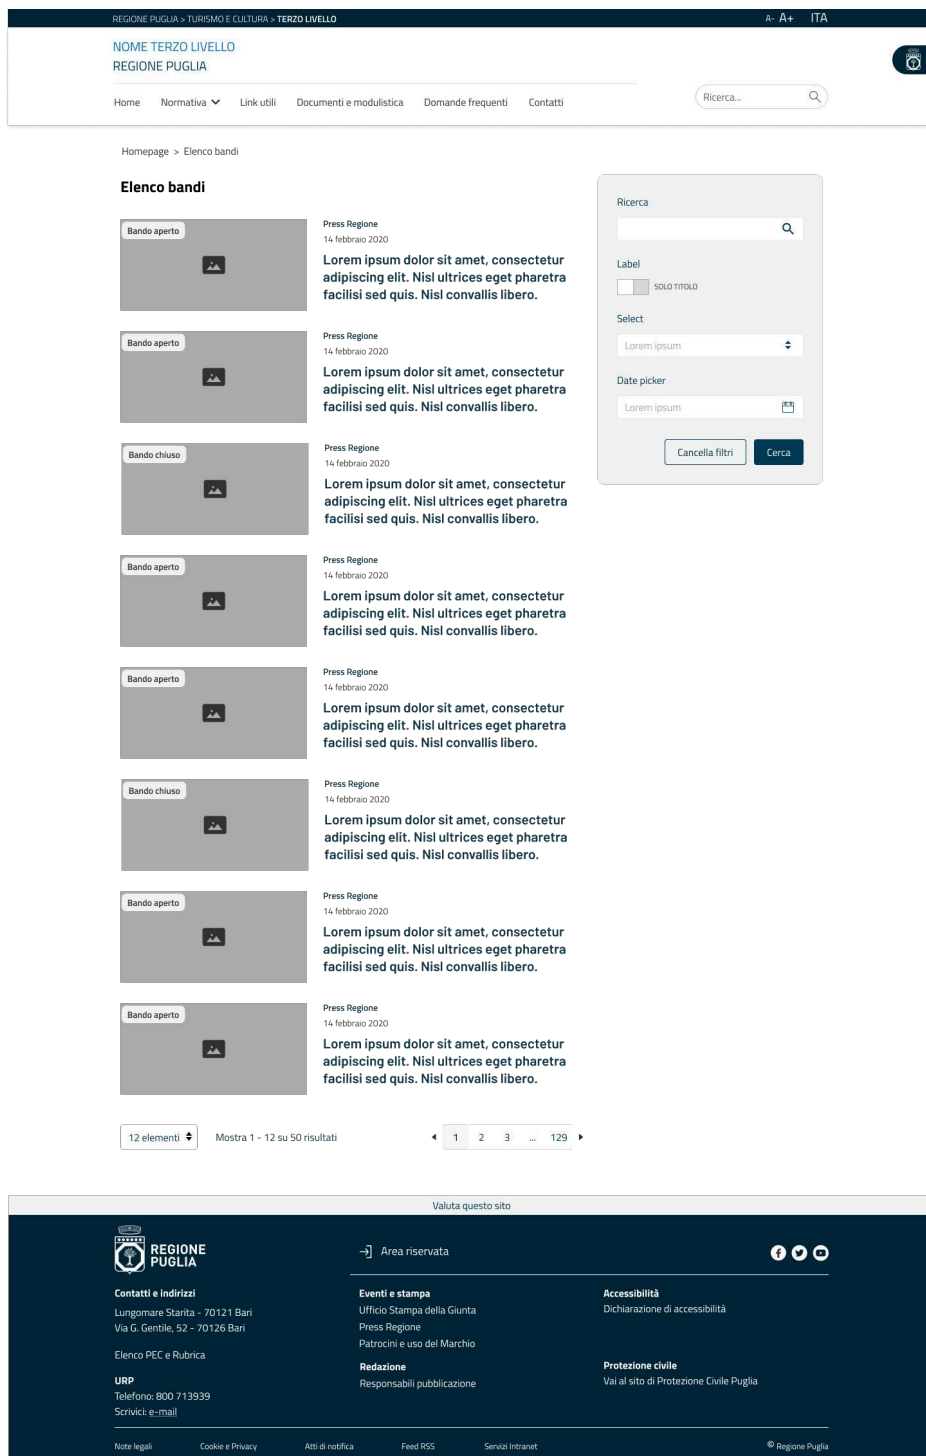 REGIONE PUGLIA > TURISMO E CULTURA > TERZO LIVELLO
A- A+ ITA
NOME TERZO LIVELLO
REGIONE PUGLIA
Home Normativa Link utili Documenti e modulistica Domande frequenti Contatti
Ricerca...
Homepage > Elenco bandi
Elenco bandi
Bando aperto
Press Regione
14 febbraio 2020
Lorem ipsum dolor sit amet, consectetur
adipiscing elit. Nisl ultrices eget pharetra
facilisi sed quis. Nisl convallis libero.
Bando aperto
Press Regione
14 febbraio 2020
Lorem ipsum dolor sit amet, consectetur
adipiscing elit. Nisl ultrices eget pharetra
facilisi sed quis. Nisl convallis libero.
Bando chiuso
Press Regione
14 febbraio 2020
Lorem ipsum dolor sit amet, consectetur
adipiscing elit. Nisl ultrices eget pharetra
facilisi sed quis. Nisl convallis libero.
Bando aperto
Press Regione
14 febbraio 2020
Lorem ipsum dolor sit amet, consectetur
adipiscing elit. Nisl ultrices eget pharetra
facilisi sed quis. Nisl convallis libero.
Bando aperto
Press Regione
14 febbraio 2020
Lorem ipsum dolor sit amet, consectetur
adipiscing elit. Nisl ultrices eget pharetra
facilisi sed quis. Nisl convallis libero.
Bando chiuso
Press Regione
14 febbraio 2020
Lorem ipsum dolor sit amet, consectetur
adipiscing elit. Nisl ultrices eget pharetra
facilisi sed quis. Nisl convallis libero.
Bando aperto
Press Regione
14 febbraio 2020
Lorem ipsum dolor sit amet, consectetur
adipiscing elit. Nisl ultrices eget pharetra
facilisi sed quis. Nisl convallis libero.
Bando aperto
Press Regione
14 febbraio 2020
Lorem ipsum dolor sit amet, consectetur
adipiscing elit. Nisl ultrices eget pharetra
facilisi sed quis. Nisl convallis libero.
Ricerca
Label
SOLO TITOLO
Select
Lorem ipsum
Date picker
Lorem ipsum
Cancella filtri Cerca
12 elementi Mostra 1 - 12 su 50 risultati 1 2 3 ... 129
Valuta questo sito
REGIONE
PUGLIA
Area riservata
Contatti e indirizzi
Lungomare Starita - 70121 Bari
Via G. Gentile, 52 - 70126 Bari
Elenco PEC e Rubrica
URP
Telefono: 800 713939
Scrivici: e-mail
Eventi e stampa
Ufficio Stampa della Giunta
Press Regione
Patrocini e uso del Marchio
Redazione
Responsabili pubblicazione
Accessibilità
Dichiarazione di accessibilità
Protezione civile
Vai al sito di Protezione Civile Puglia
Note legali Cookie e Privacy Atti di notifica Feed RSS Servizi Intranet © Regione Puglia